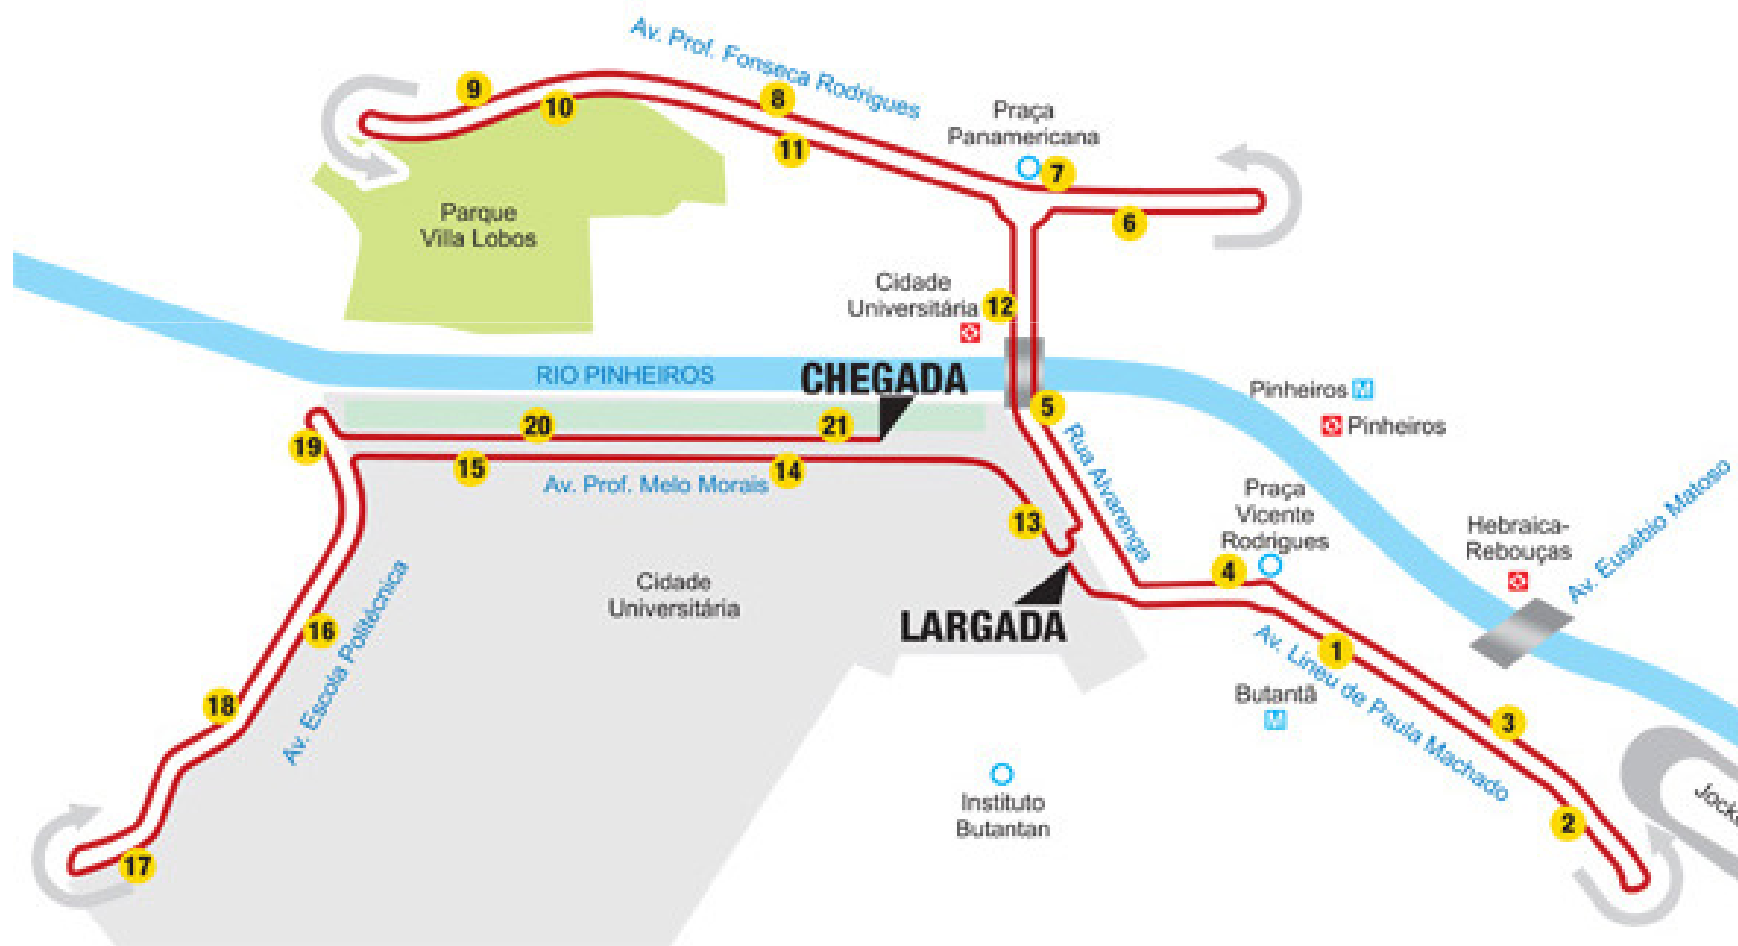 Av. Prof. Fonseca Rodrigues
9
10
8
11
Praça
Panamericana
7
6
Parque
Villa Lobos
Cidade
Universitária
12
RIO PINHEIROS
CHEGADA
5
Pinheiros M
Pinheiros
20
21
19
15
14
Av. Prof. Melo Morais
Rua Alvarenga
13
Praça
Vicente
Rodrigues
4
Hebraica-
Rebouças
Av. Eusébio Matoso
Cidade
Universitária
LARGADA
16
Av. Escola Politécnica
18
17
1
Av. Lineu de Paula Machado
Butantã
M
3
2
Instituto
Butantan